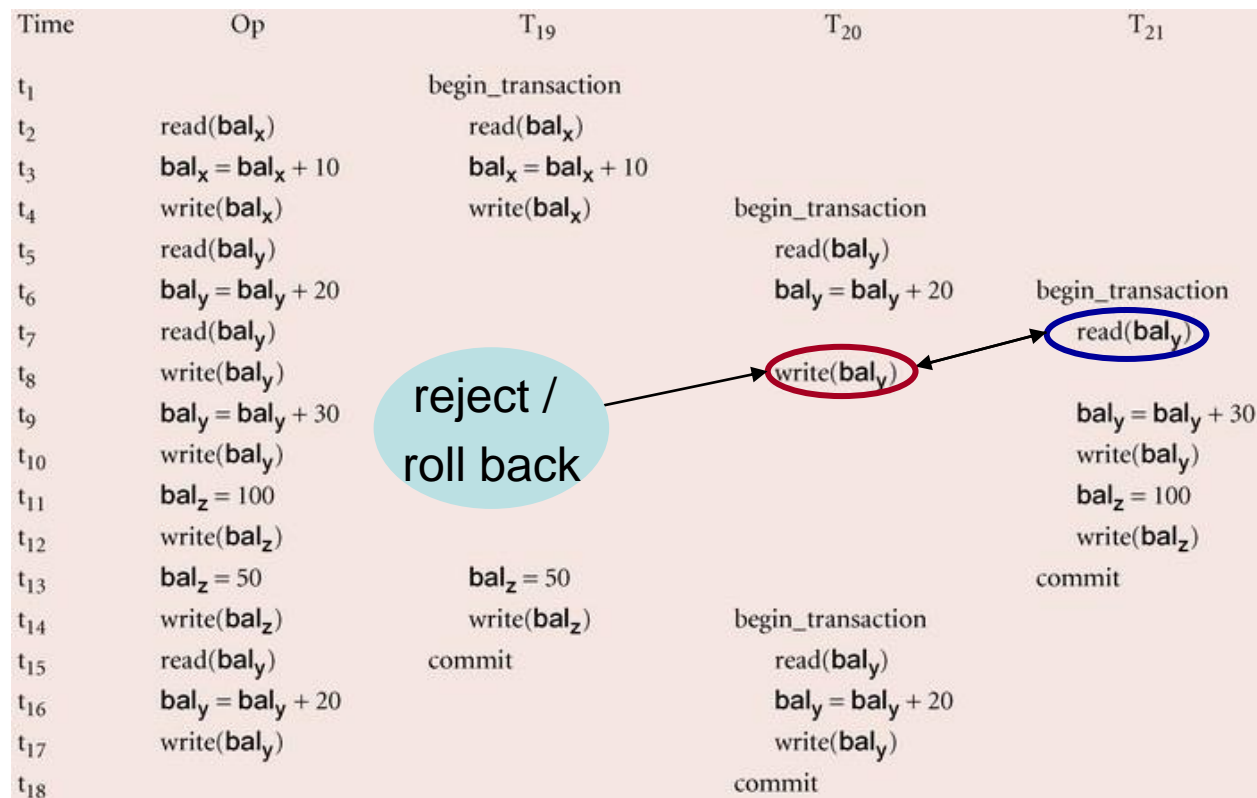 Time Op T19 T20 T21
t1 begin_transaction
t2 read(balx) read(balx)
t3 balx = balx + 10 balx = balx + 10
t4 write(balx) write(balx) begin_transaction
t5 read(baly) read(baly)
t6 baly = baly + 20 baly = baly + 20 begin_transaction
t7 read(baly) read(baly)
t8 write(baly) write(baly)
reject /
roll back
t9 baly = baly + 30 baly = baly + 30
t10 write(baly) write(baly)
t11 balz = 100 balz = 100
t12 write(balz) write(balz)
t13 balz = 50 balz = 50 commit
t14 write(balz) write(balz) begin_transaction
t15 read(baly) commit read(baly)
t16 baly = baly + 20 baly = baly + 20
t17 write(baly) write(baly)
t18 commit